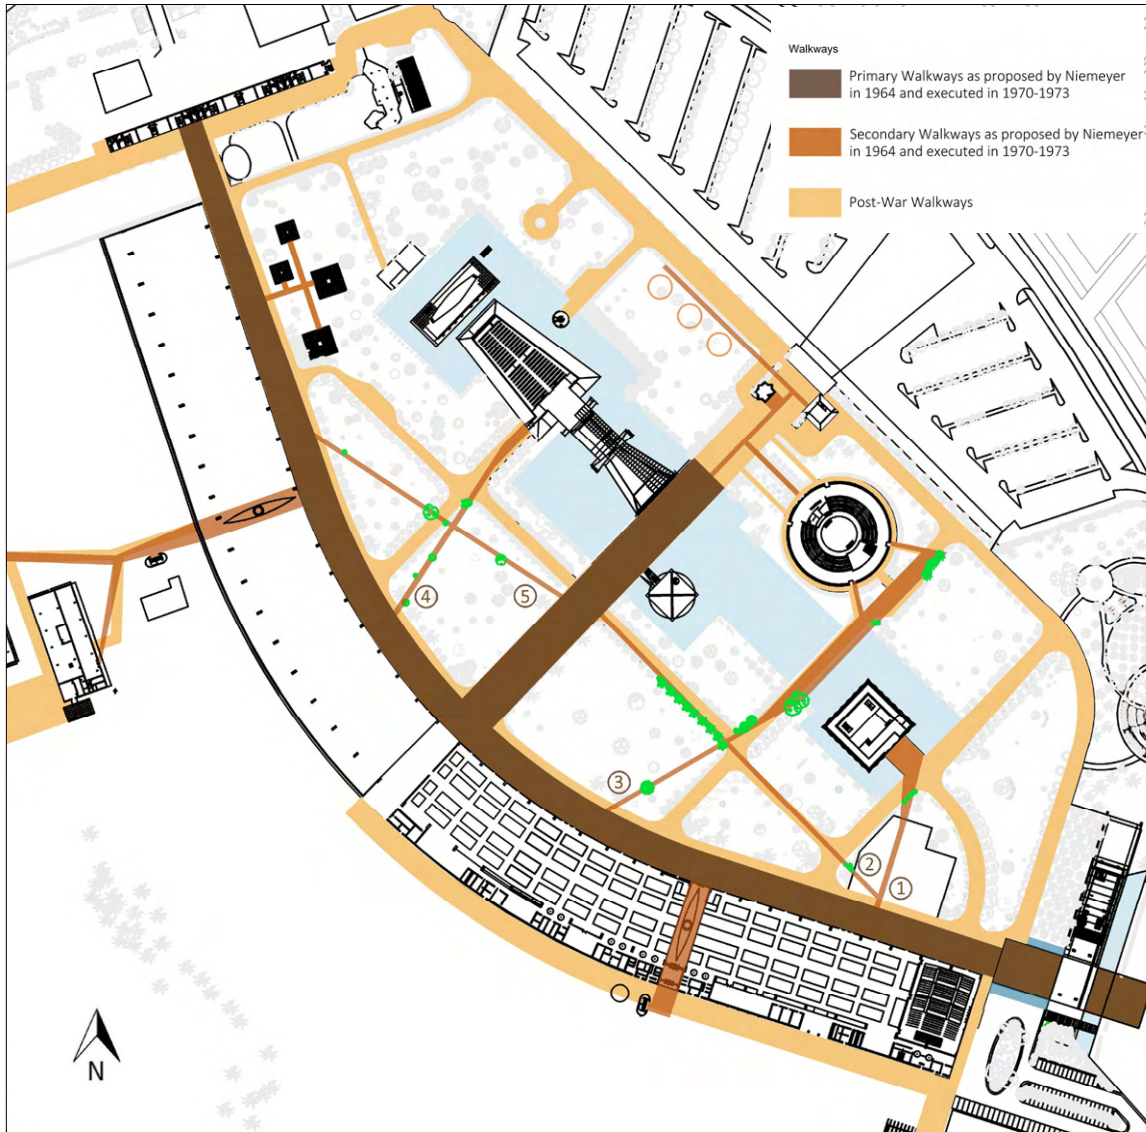 Walkways
Primary Walkways as proposed by Niemeyer
in 1964 and executed in 1970-1973
Secondary Walkways as proposed by Niemeyer
in 1964 and executed in 1970-1973
Post-War Walkways
4
5
3
2
1
N